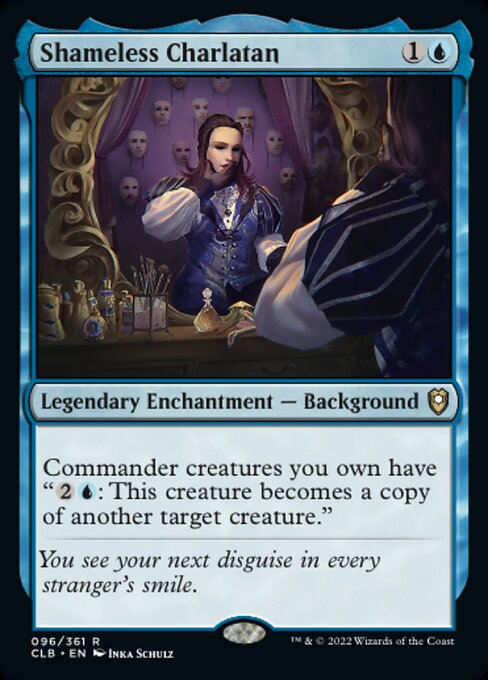 Shameless Charlatan 1
Legendary Enchantment — Background
Commander creatures you own have
“2: This creature becomes a copy
of another target creature.”
You see your next disguise in every
stranger’s smile.
096/361 R
CLB • EN Inka Schulz
™ & © 2022 Wizards of the Coast